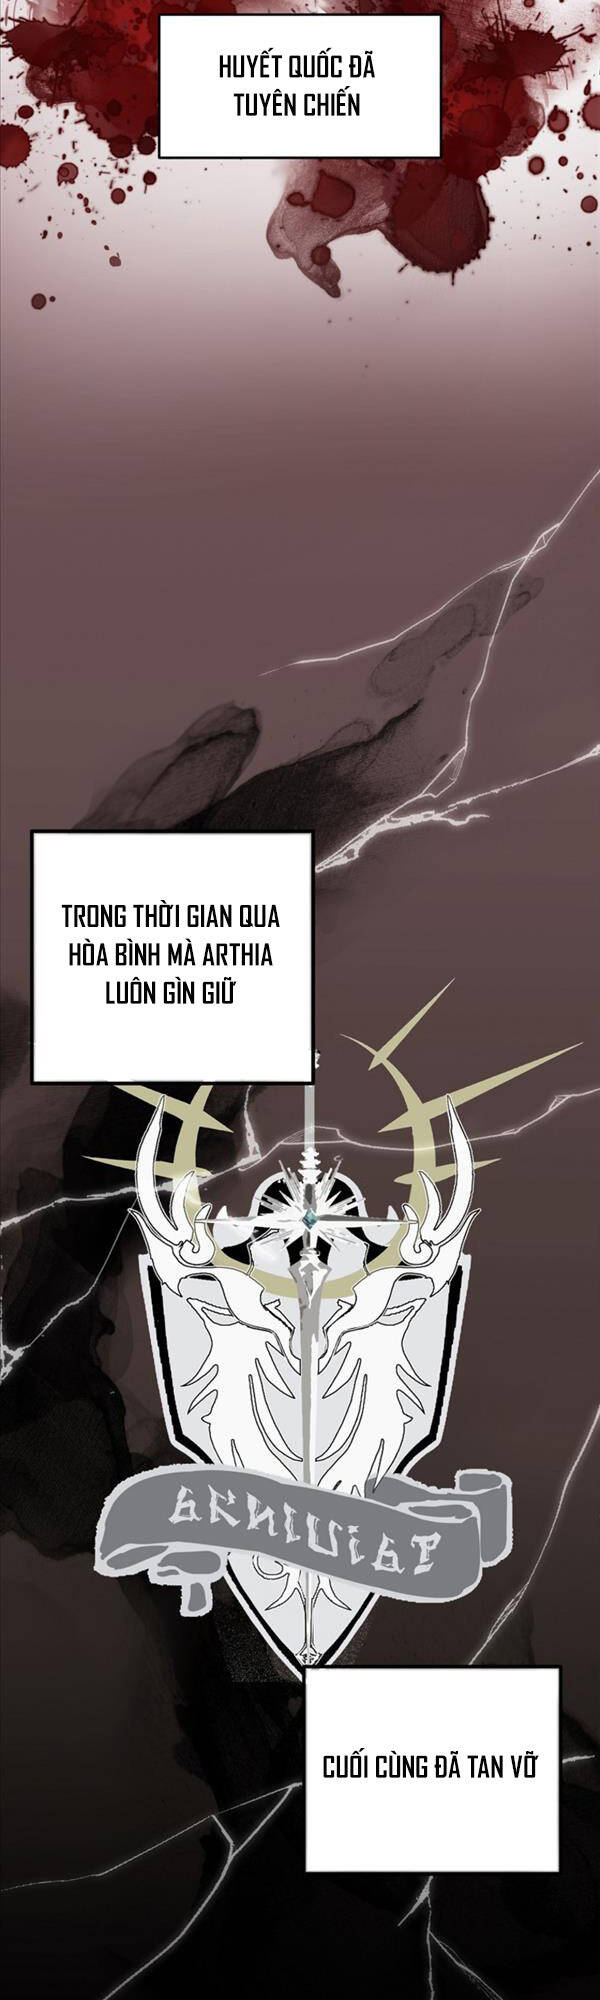 HUYẾT QUỐC ĐÃ
TUYÊN CHIẾN
TRONG THỜI GIAN QUA
HÒA BÌNH MÀ ARTHIA
LUÔN GÌN GIỮ
CUỐI CÙNG ĐÃ TAN VỠ